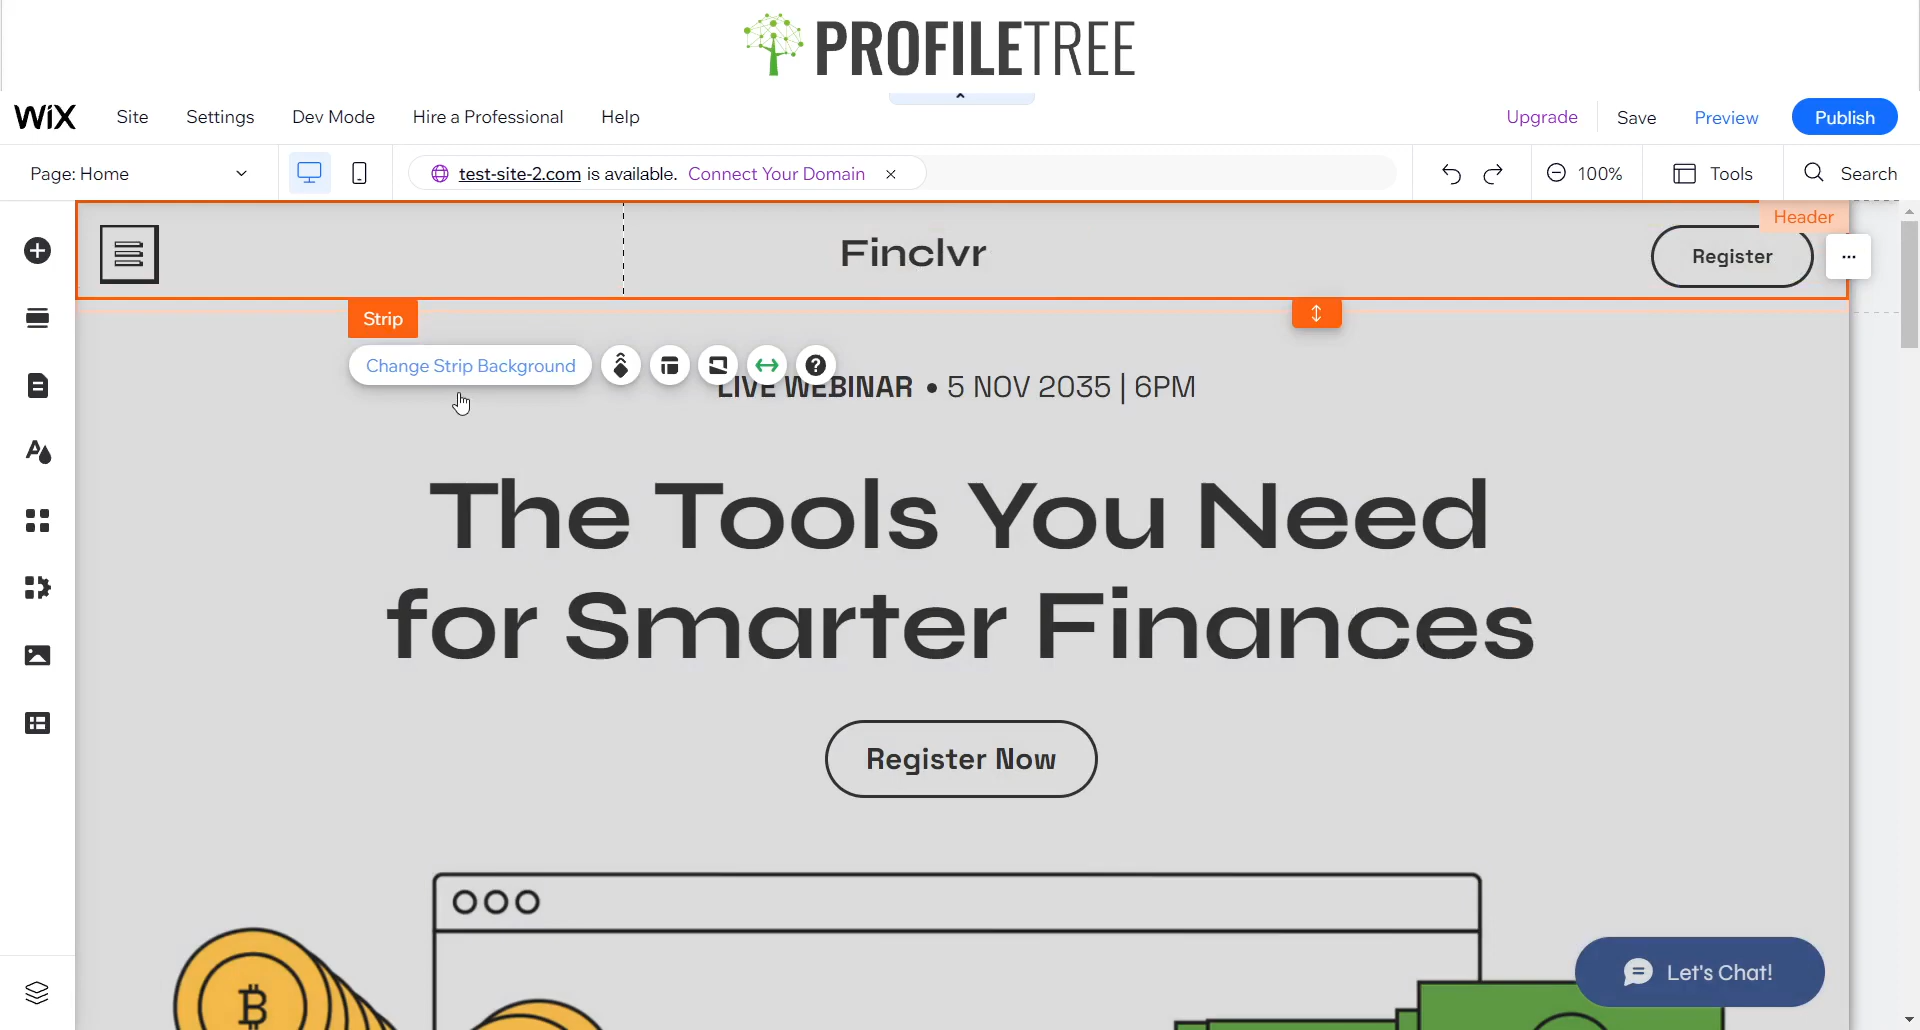 PROFILETREE
WiX Site Settings Dev Mode Hire a Professional Help Upgrade Save Preview Publish
Page: Home test-site-2.com is available. Connect Your Domain 100% Tools Search
Header
Finclvr Register
Strip
Change Strip Background
LIVE WEBINAR • 5 NOV 2035 | 6PM
The Tools You Need
for Smarter Finances
Register Now
Let's Chat!